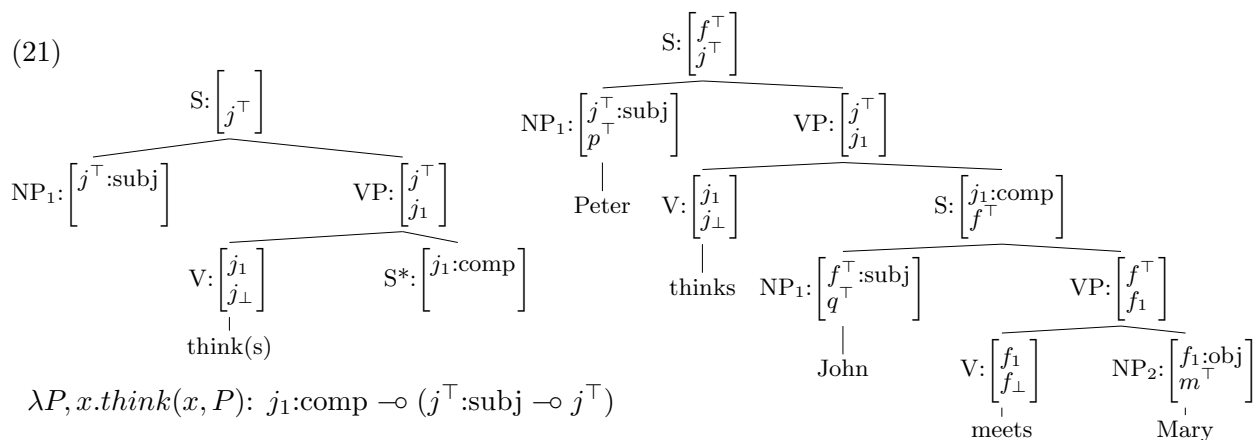 (21)
S: [ j^⊤ ]
NP₁: [ j^⊤:subj ] VP: [ j^⊤ j₁ ]
V: [ j₁ j_⊥ ] S*: [ j₁:comp ]
think(s)
λP, x.think(x, P): j₁:comp ⊸ (j^⊤:subj ⊸ j^⊤)
S: [ f^⊤ j^⊤ ]
NP₁: [ j^⊤:subj p^⊤ ] VP: [ j^⊤ j₁ ]
Peter V: [ j₁ j_⊥ ] S: [ j₁:comp f^⊤ ]
thinks NP₁: [ f^⊤:subj q^⊤ ] VP: [ f^⊤ f₁ ]
John V: [ f₁ f_⊥ ] NP₂: [ f₁:obj m^⊤ ]
meets Mary